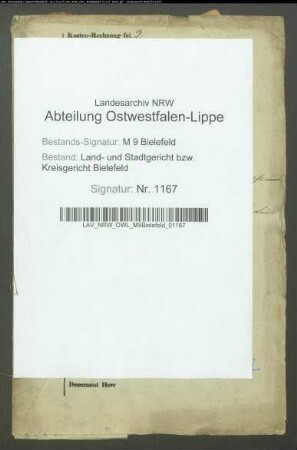 Kosten-Rechnung fol. 2
Landesarchiv NRW
Abteilung Ostwestfalen-Lippe
Bestands-Signatur: M 9 Bielefeld
Bestand: Land- und Stadtgericht bzw.
Kreisgericht Bielefeld
Signatur: Nr. 1167
LAV_NRW_OWL_M9Bielefeld_01167